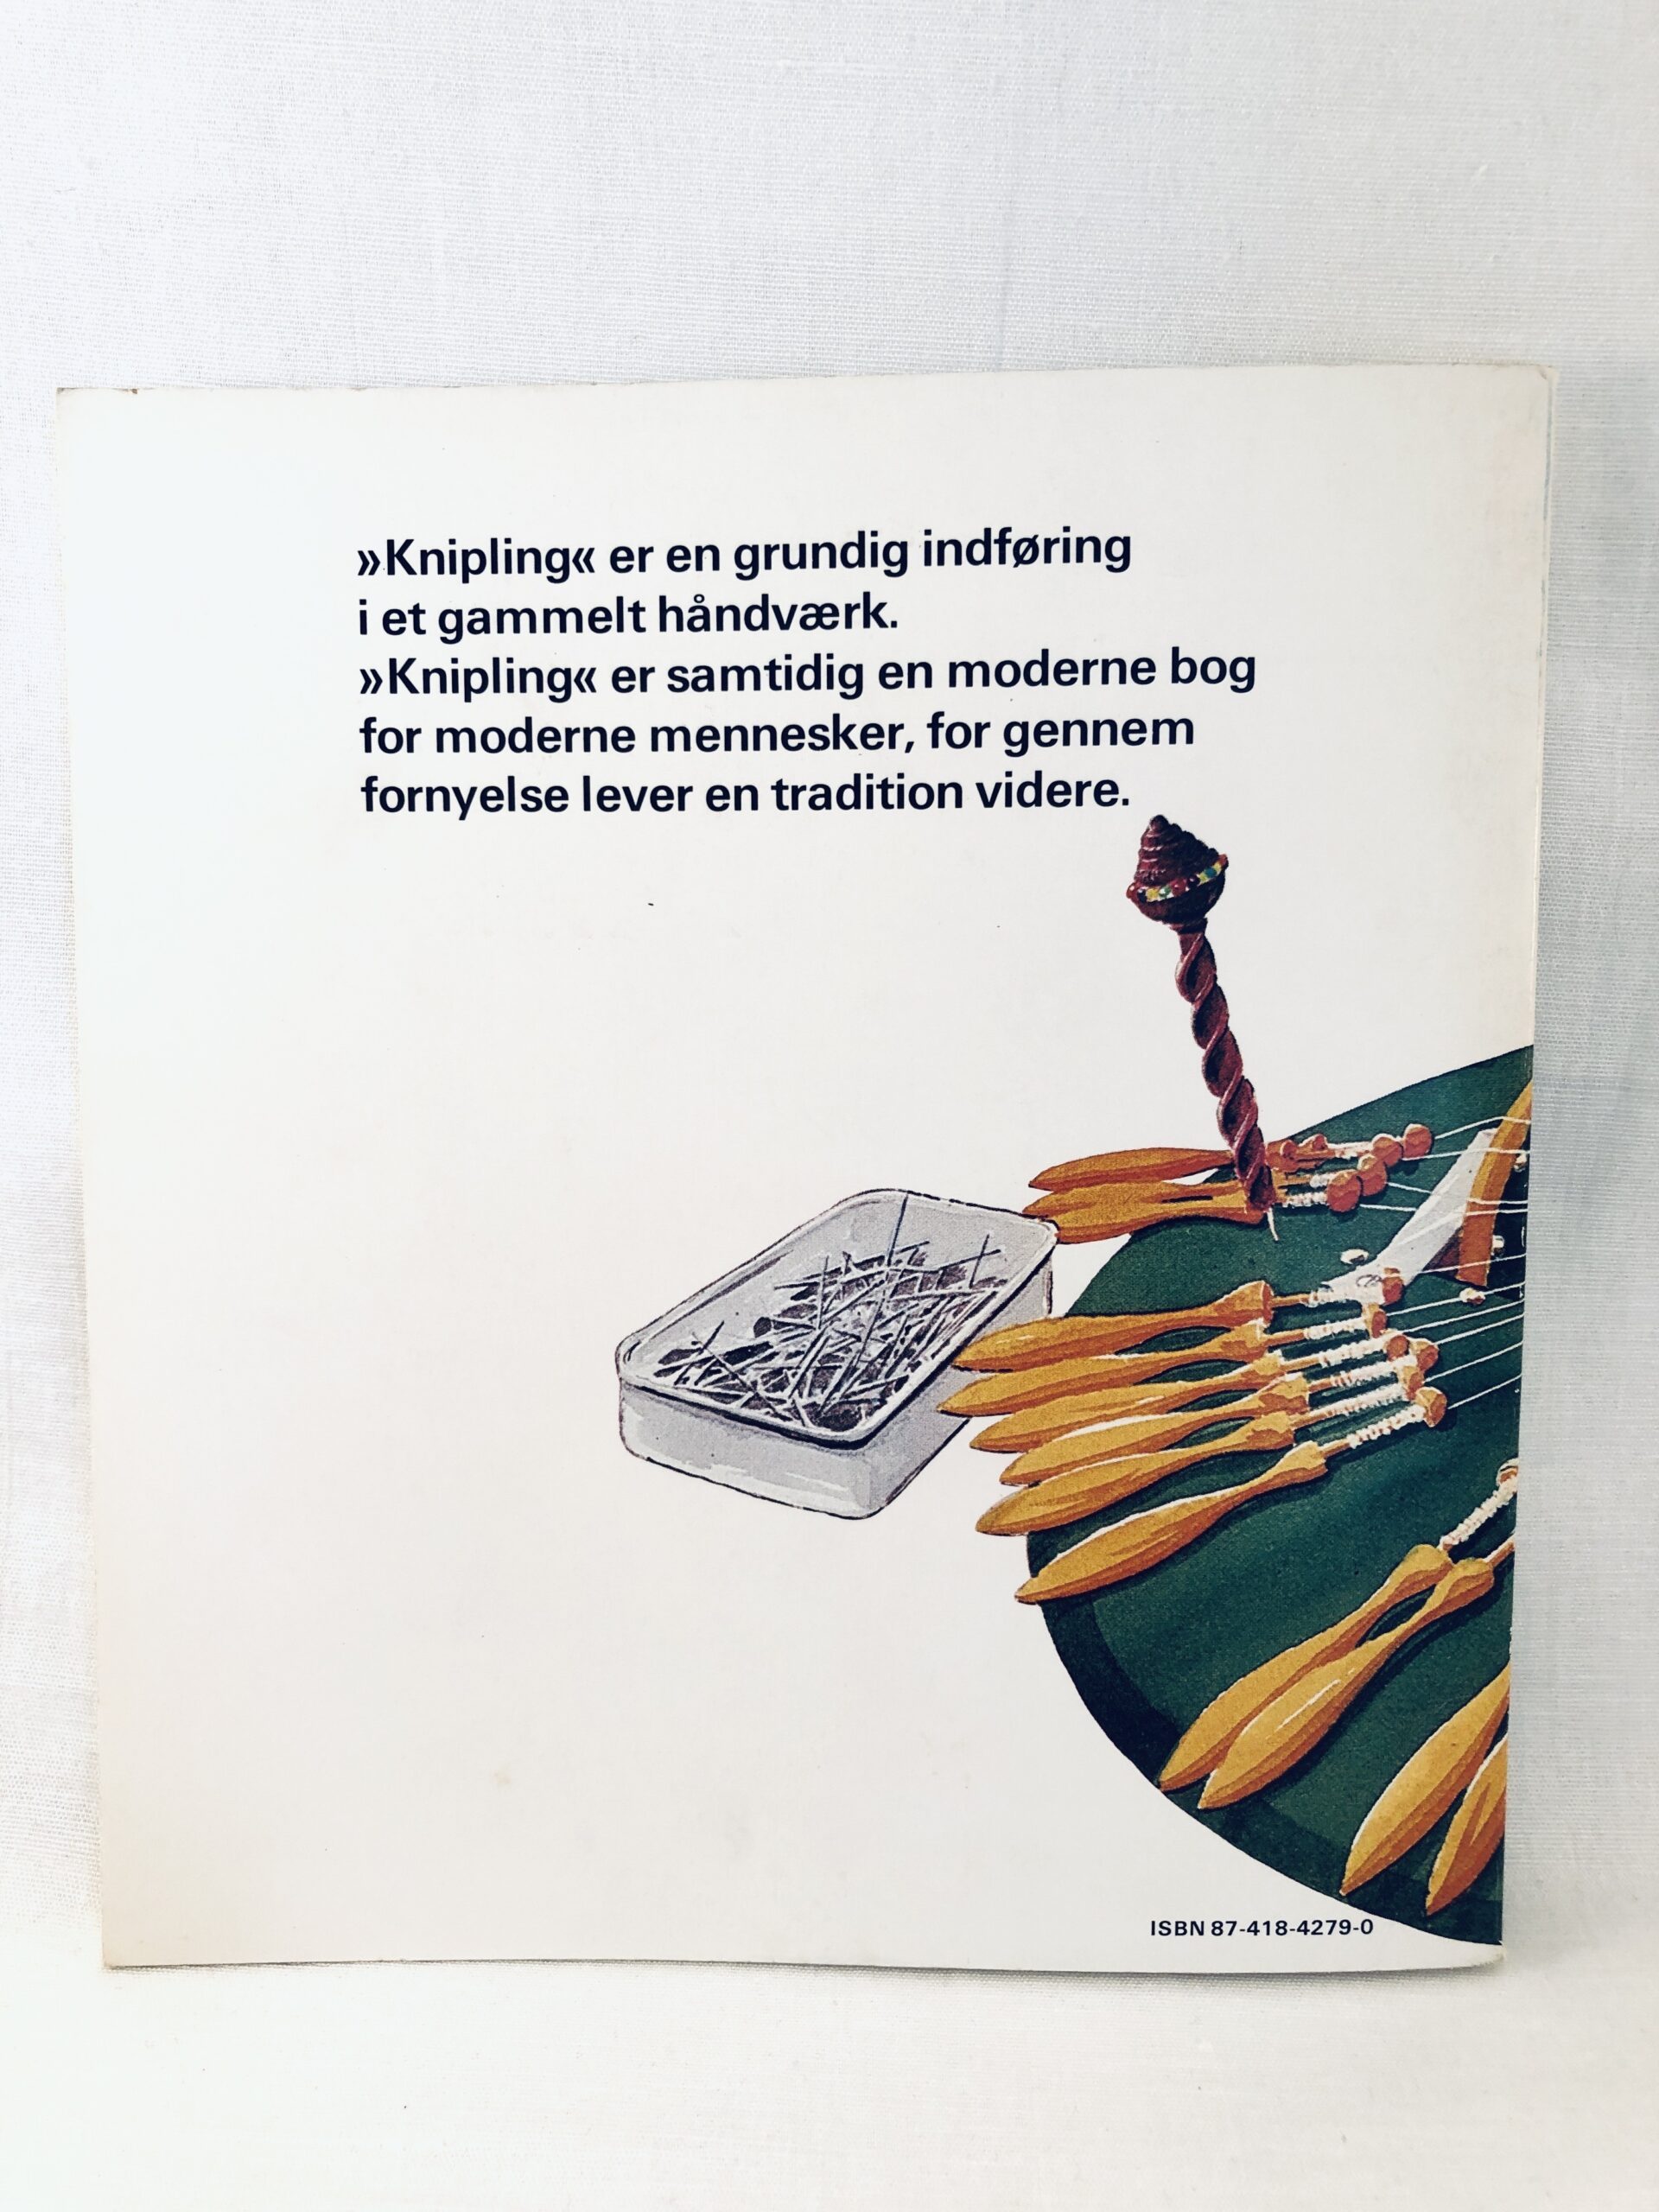 »Knipling« er en grundig indføring
i et gammelt håndværk.
»Knipling« er samtidig en moderne bog
for moderne mennesker, for gennem
fornyelse lever en tradition videre.
ISBN 87-418-4279-0